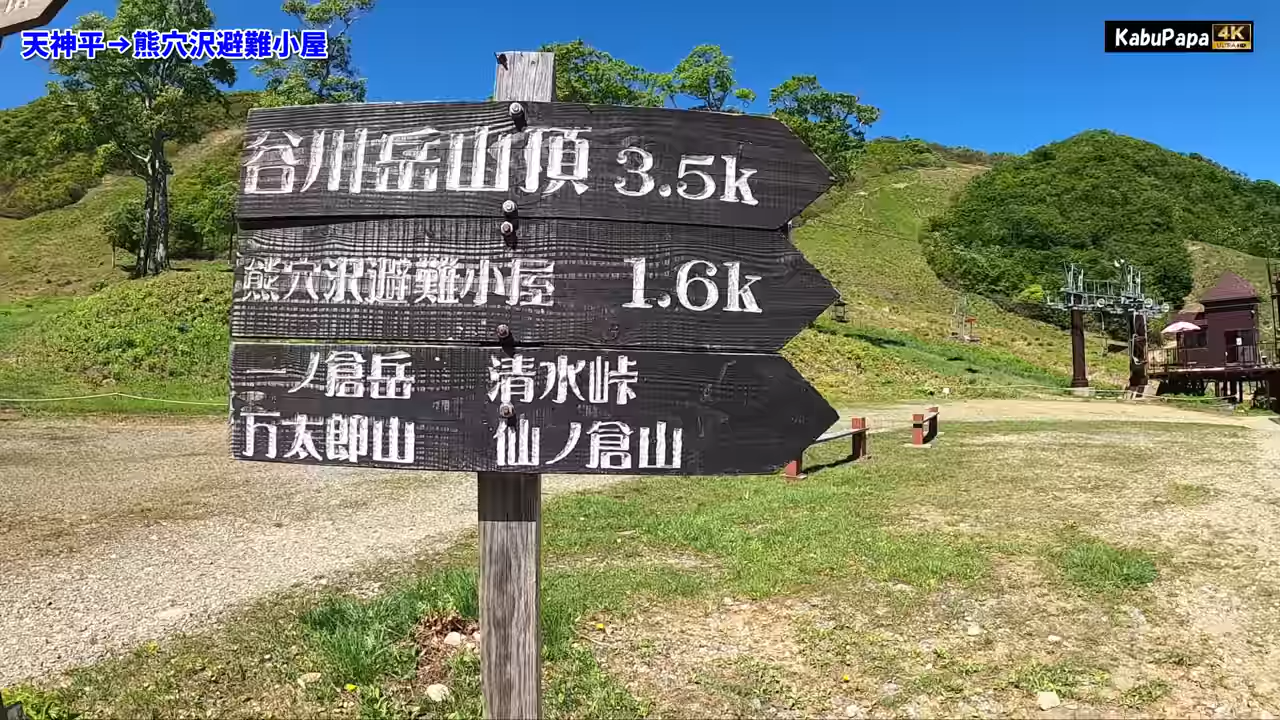 天神平→熊穴沢避難小屋
KabuPapa 4K
ULTRA HD
谷川岳山頂 3.5k
熊穴沢避難小屋 1.6k
一ノ倉岳 清水峠
万太郎山 仙ノ倉山